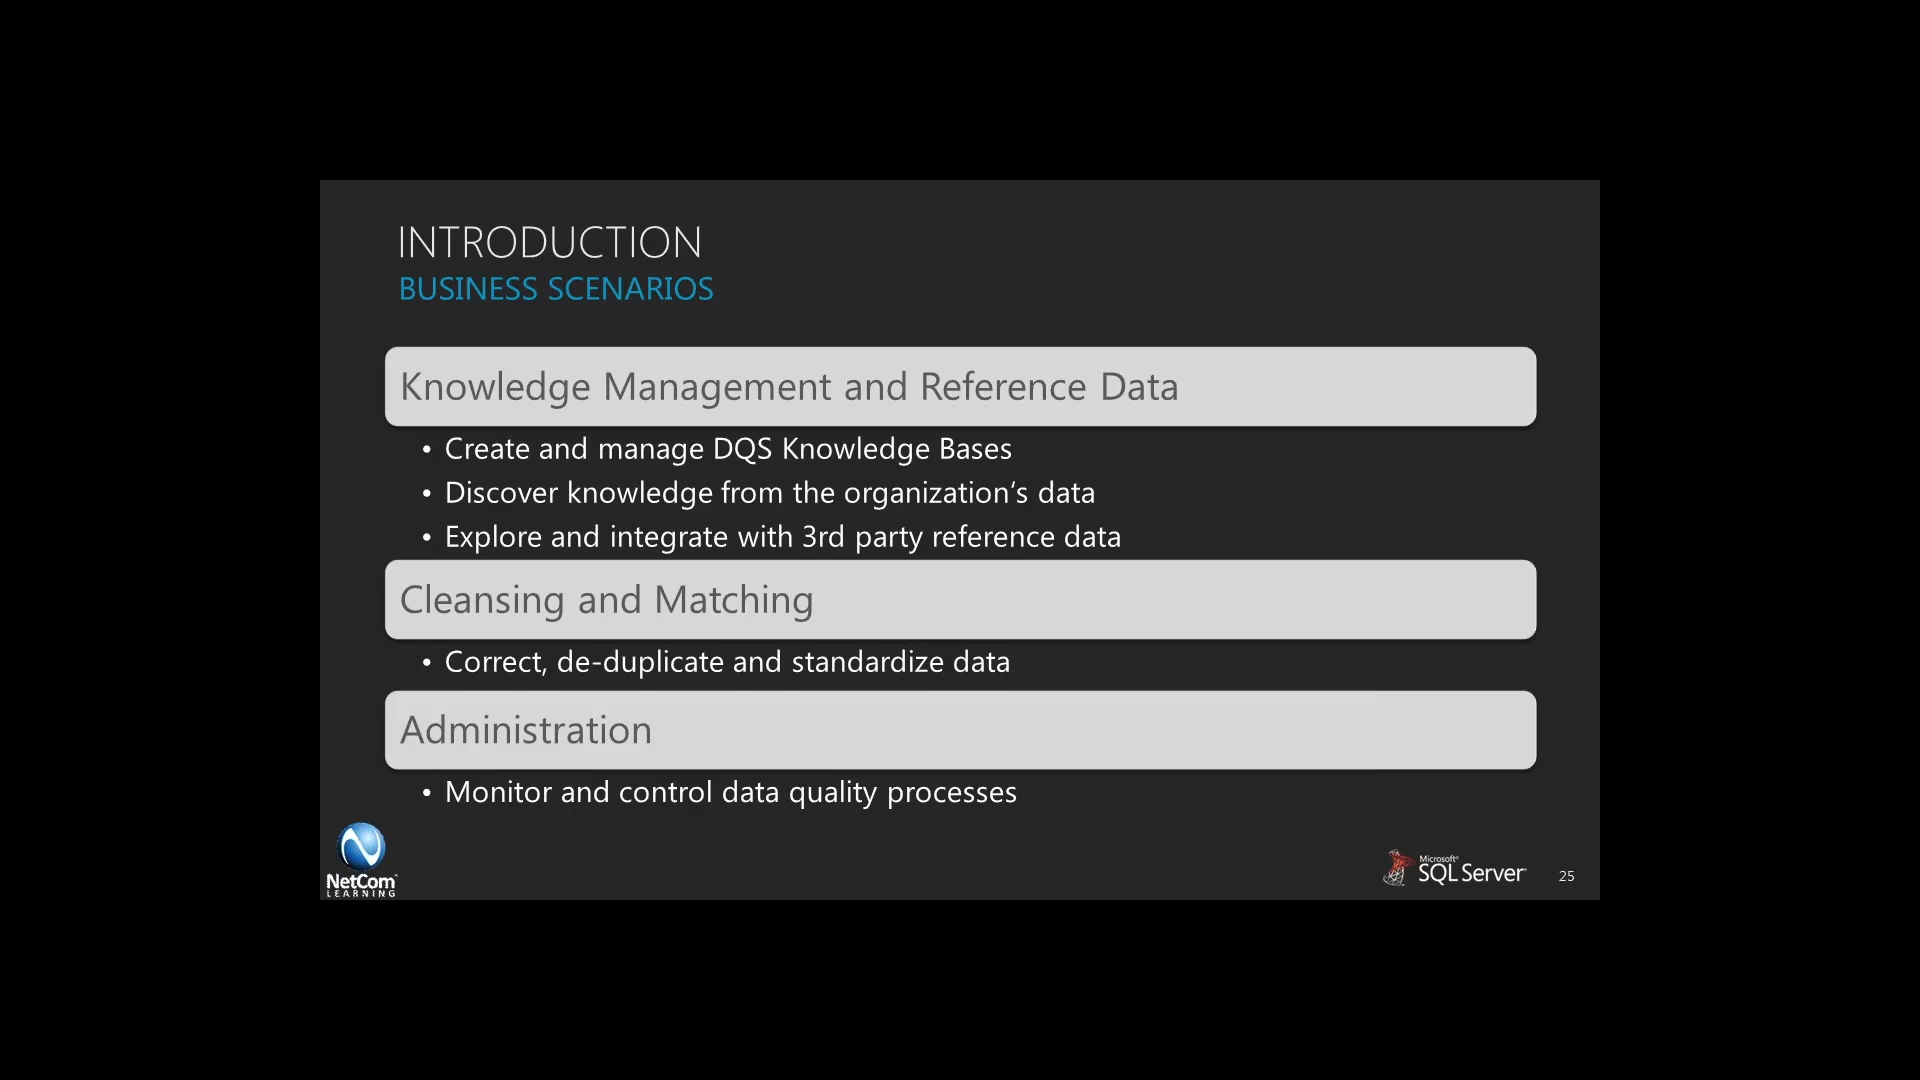 INTRODUCTION
BUSINESS SCENARIOS
Knowledge Management and Reference Data
• Create and manage DQS Knowledge Bases
• Discover knowledge from the organization‘s data
• Explore and integrate with 3rd party reference data
Cleansing and Matching
• Correct, de-duplicate and standardize data
Administration
• Monitor and control data quality processes
NetCom
LEARNING
Microsoft®
SQL Server
25